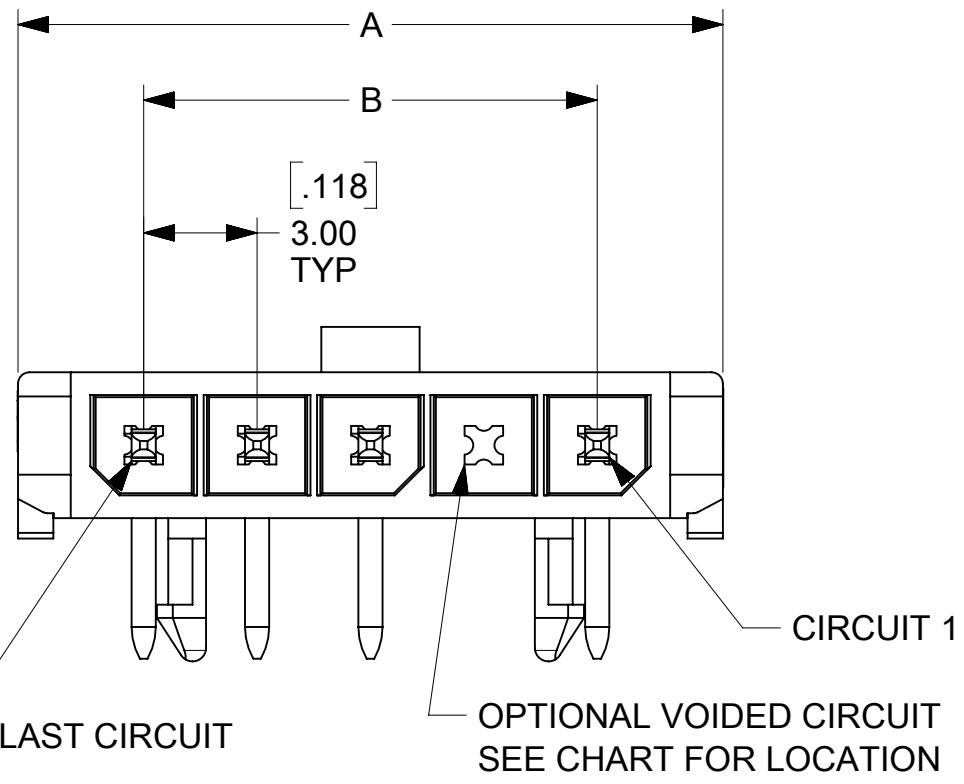 A
B
[.118]
3.00
TYP
CIRCUIT 1
LAST CIRCUIT
OPTIONAL VOIDED CIRCUIT
SEE CHART FOR LOCATION